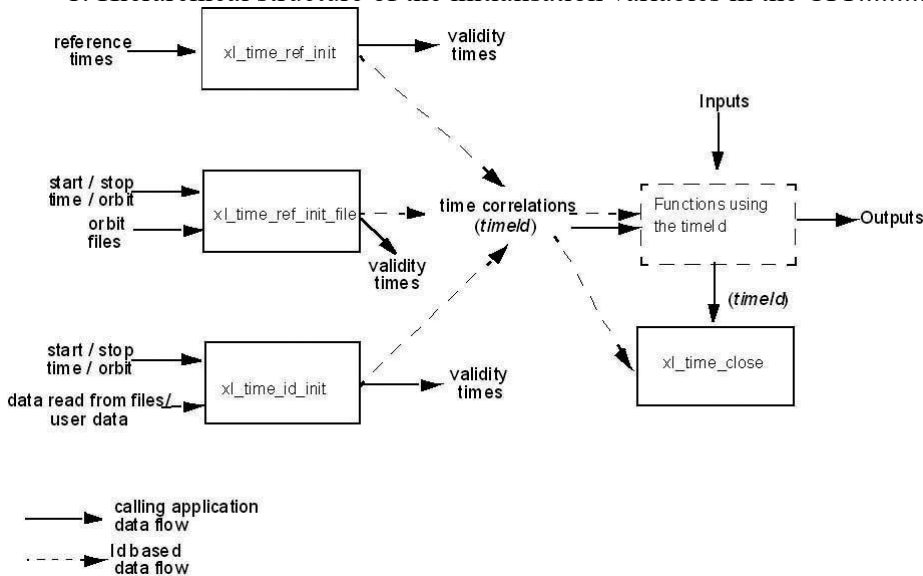 reference
times
xl_time_ref_init
validity
times
Inputs
start / stop
time / orbit
orbit
files
xl_time_ref_init_file
validity
times
time correlations
(timeId)
Functions using
the timeId
Outputs
(timeId)
xl_time_close
start / stop
time / orbit
data read from files/
user data
xl_time_id_init
validity
times
calling application
data flow
Id based
data flow